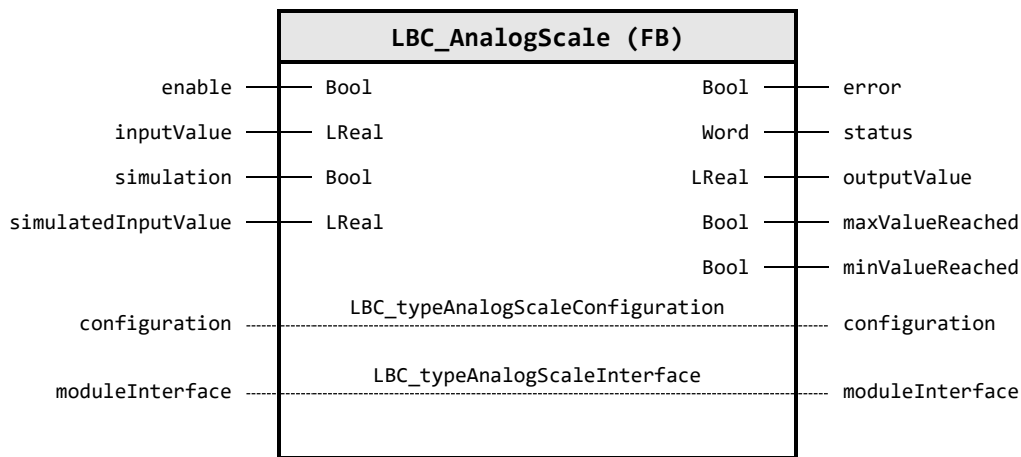 LBC_AnalogScale (FB)
enable Bool Bool error
inputValue LReal Word status
simulation Bool LReal outputValue
simulatedInputValue LReal Bool maxValueReached
Bool minValueReached
LBC_typeAnalogScaleConfiguration
configuration configuration
LBC_typeAnalogScaleInterface
moduleInterface moduleInterface